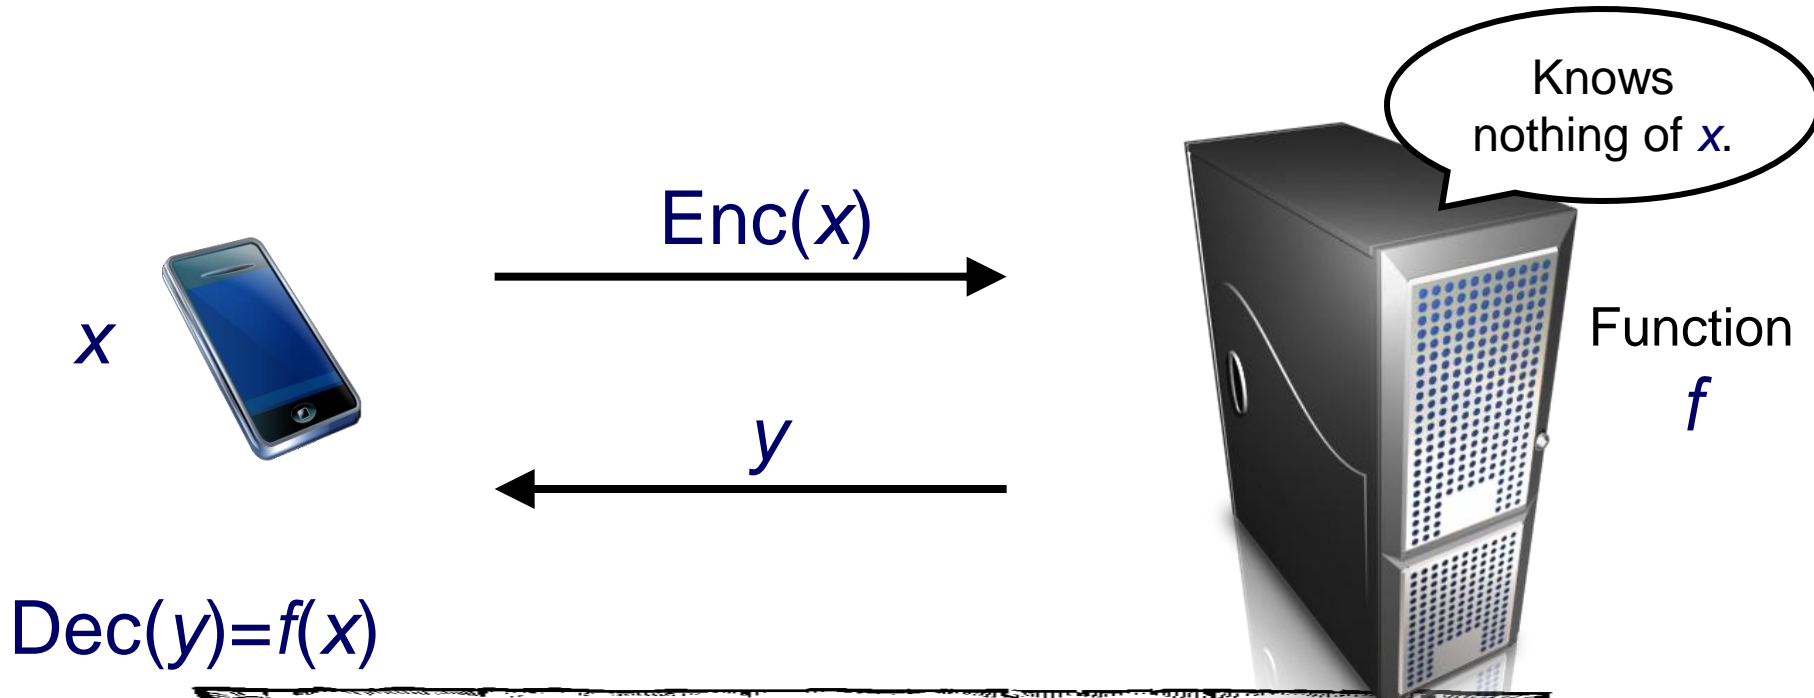 Knows
nothing of x.
Enc(x)
x
Function
f
y
Dec(y)=f(x)